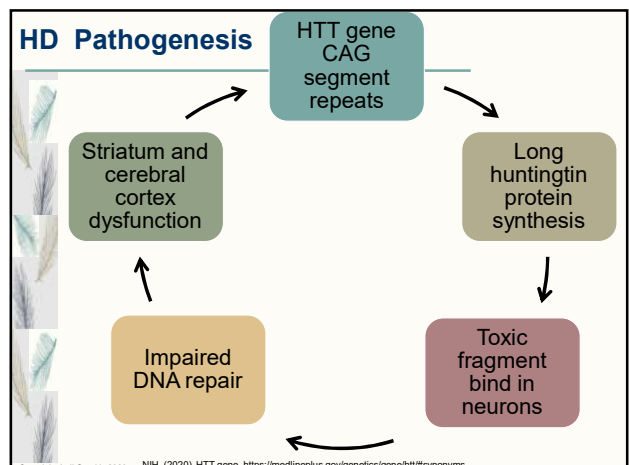 HD Pathogenesis
HTT gene
CAG
segment
repeats
Long
huntingtin
protein
synthesis
Toxic
fragment
bind in
neurons
Impaired
DNA repair
Striatum and
cerebral
cortex
dysfunction
NIH. (2020). HTT gene. https://medlineplus.gov/genetics/gene/htt/#synonyms